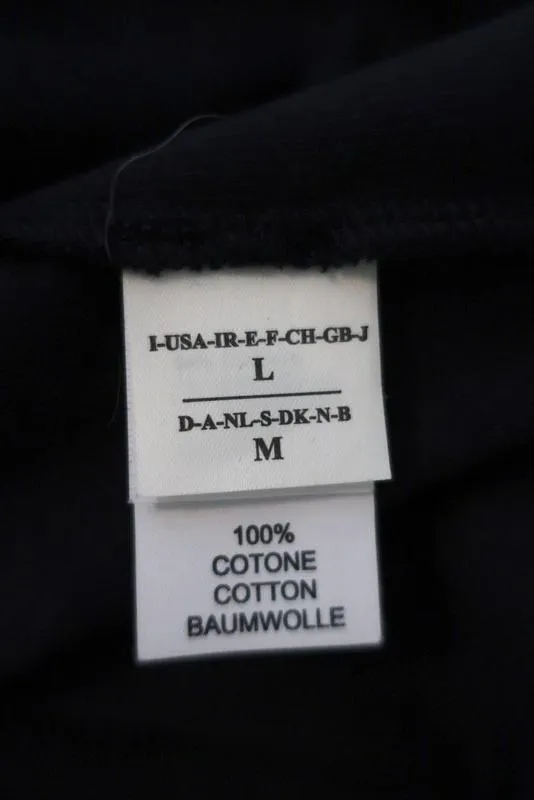 I-USA-IR-E-F-CH-GB-J
L
D-A-NL-S-DK-N-B
M
100%
COTONE
COTTON
BAUMWOLLE